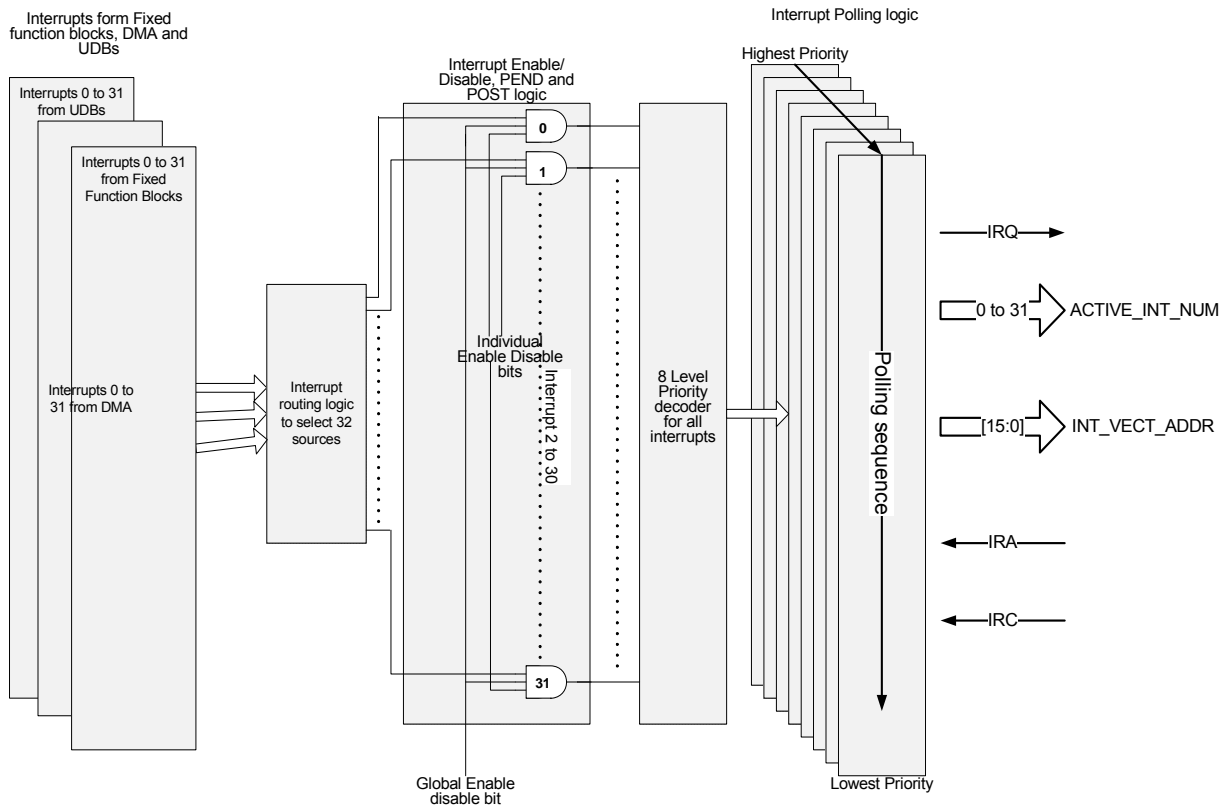 Interrupts form Fixed
function blocks, DMA and
UDBs
Interrupts 0 to 31
from UDBs
Interrupts 0 to 31
from Fixed
Function Blocks
Interrupts 0 to
31 from DMA
Interrupt
routing logic
to select 32
sources
Interrupt Enable/
Disable, PEND and
POST logic
0
1
31
Individual
Enable Disable
bits
Interrupt 2 to 30
Global Enable
disable bit
8 Level
Priority
decoder
for all
interrupts
Interrupt Polling logic
Highest Priority
Polling sequence
Lowest Priority
IRQ
0 to 31
ACTIVE_INT_NUM
[15:0]
INT_VECT_ADDR
IRA
IRC